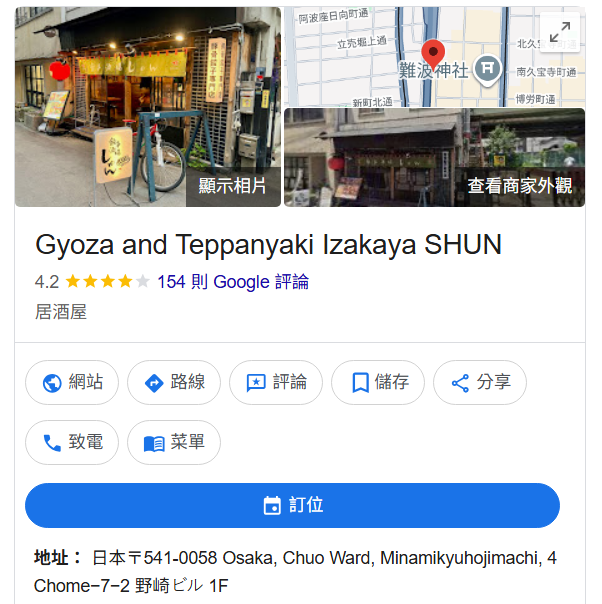 阿波座日向町通
立売堀上通
新町北通
難波神社
北久宝寺町通
南久宝寺町通
博労町通
しゅん
顯示相片
查看商家外觀
Gyoza and Teppanyaki Izakaya SHUN
4.2 154 則 Google 評論
居酒屋
網站 路線 評論 儲存 分享
致電 菜單
訂位
地址： 日本〒541-0058 Osaka, Chuo Ward, Minamikyuhojimachi, 4
Chome−7−2 野崎ビル 1F